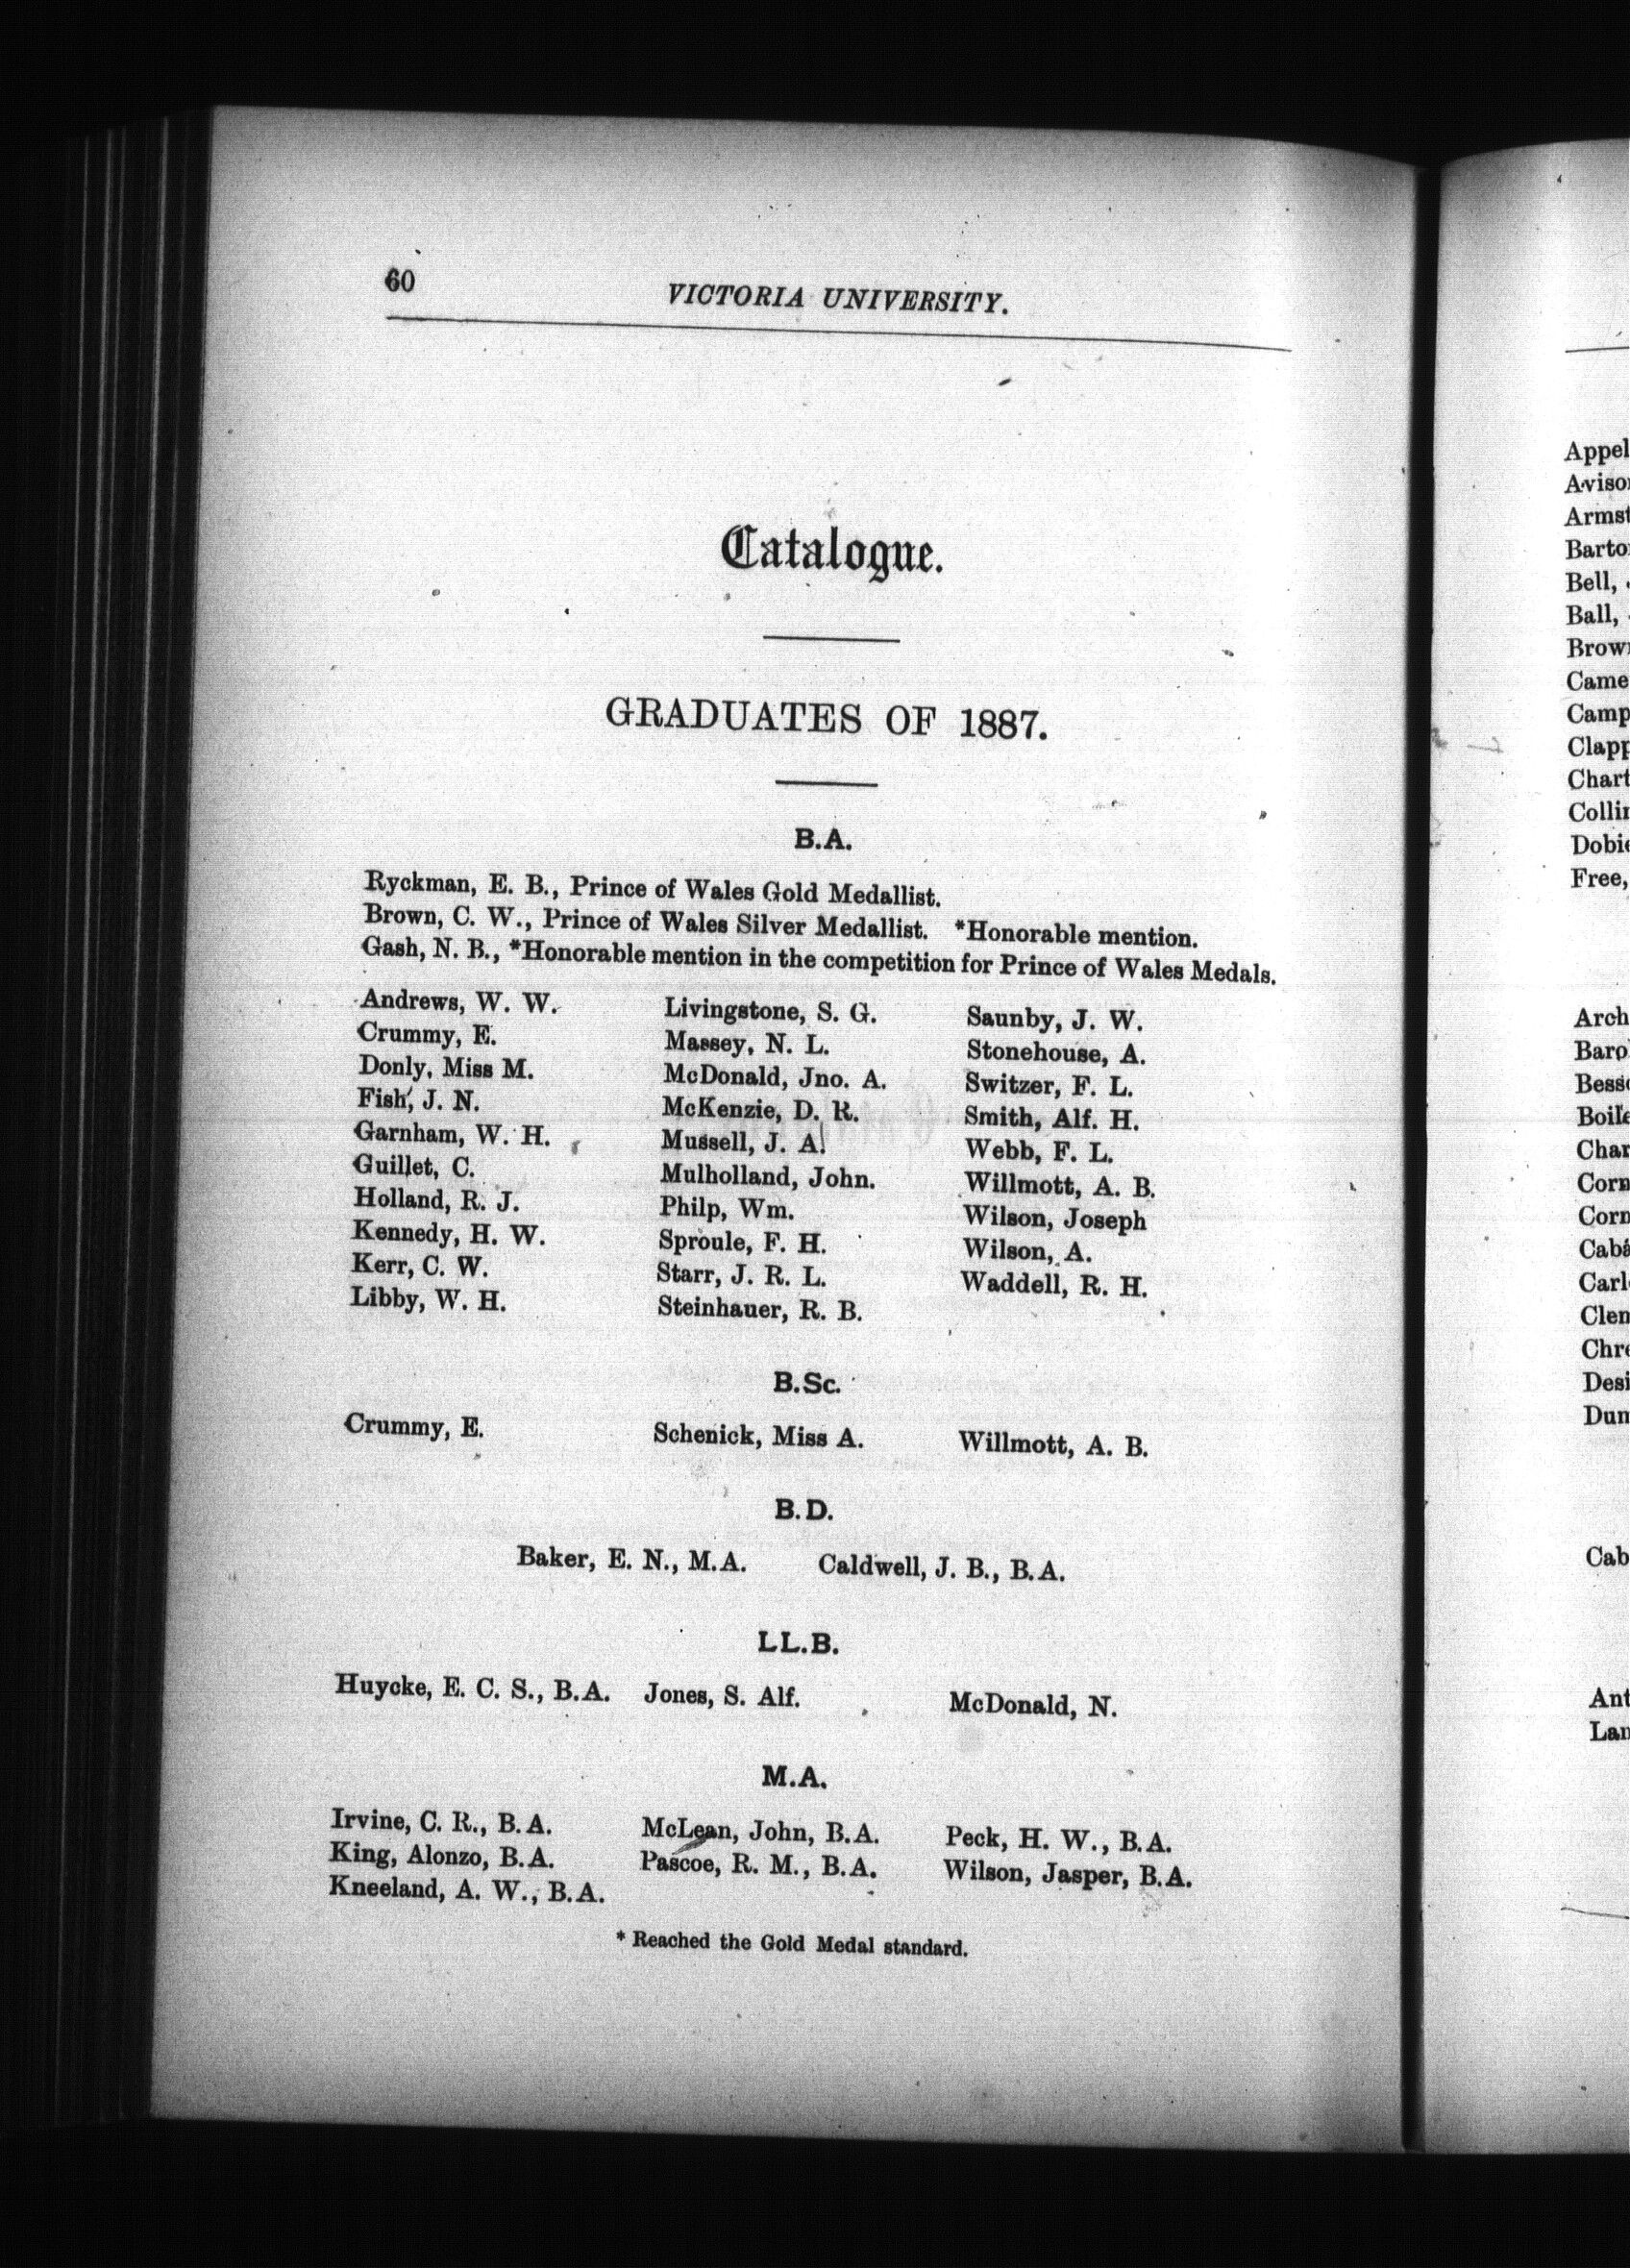 60
VICTORIA UNIVERSITY.
Catalogue.
GRADUATES OF 1887.
B.A.
Ryckman, E. B., Prince of Wales Gold Medallist.
Brown, C. W., Prince of Wales Silver Medallist. *Honorable mention.
Gash, N. B., *Honorable mention in the competition for Prince of Wales Medals.
Andrews, W. W. Livingstone, S. G. Saunby, J. W.
Crummy, E. Massey, N. L. Stonehouse, A.
Donly, Miss M. McDonald, Jno. A. Switzer, F. L.
Fish, J. N. McKenzie, D. R. Smith, Alf. H.
Garnham, W. H. Mussell, J. A. Webb, F. L.
Guillet, C. Mulholland, John. Willmott, A. B.
Holland, R. J. Philp, Wm. Wilson, Joseph
Kennedy, H. W. Sproule, F. H. Wilson, A.
Kerr, C. W. Starr, J. R. L. Waddell, R. H.
Libby, W. H. Steinhauer, R. B.
B.Sc.
Crummy, E. Schenick, Miss A. Willmott, A. B.
B.D.
Baker, E. N., M.A. Caldwell, J. B., B.A.
LL.B.
Huycke, E. C. S., B.A. Jones, S. Alf. McDonald, N.
M.A.
Irvine, C. R., B.A. McLean, John, B.A. Peck, H. W., B.A.
King, Alonzo, B.A. Pascoe, R. M., B.A. Wilson, Jasper, B.A.
Kneeland, A. W., B.A.
* Reached the Gold Medal standard.
Appel
Aviso
Armst
Barto
Bell,
Ball,
Brow
Came
Camp
Clapp
Chart
Collin
Dobie
Free,
Arch
Baro
Besse
Boile
Char
Corn
Corn
Cabá
Carl
Clem
Chre
Desi
Dun
Cab
Ant
Lan